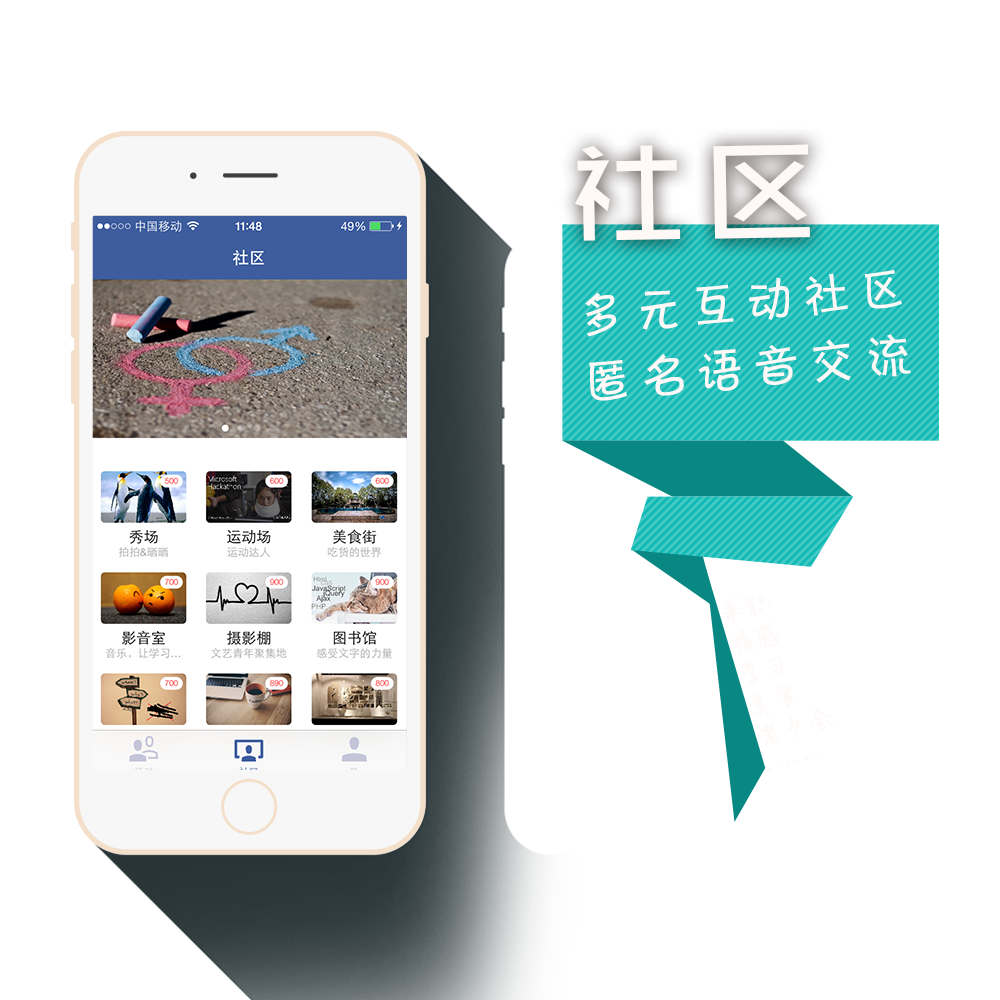 社区
多元互动社区
匿名语音交流
中国移动 11:48 49%
社区
500 600 600
秀场 运动场 美食街
拍拍&晒晒 运动达人 吃货的世界
Microsoft
Hackathon
700 900 900
JavaScript
jQuery
Ajax
PHP
影音室 摄影棚 图书馆
音乐，让学习... 文艺青年聚集地 感受文字的力量
700 890 800